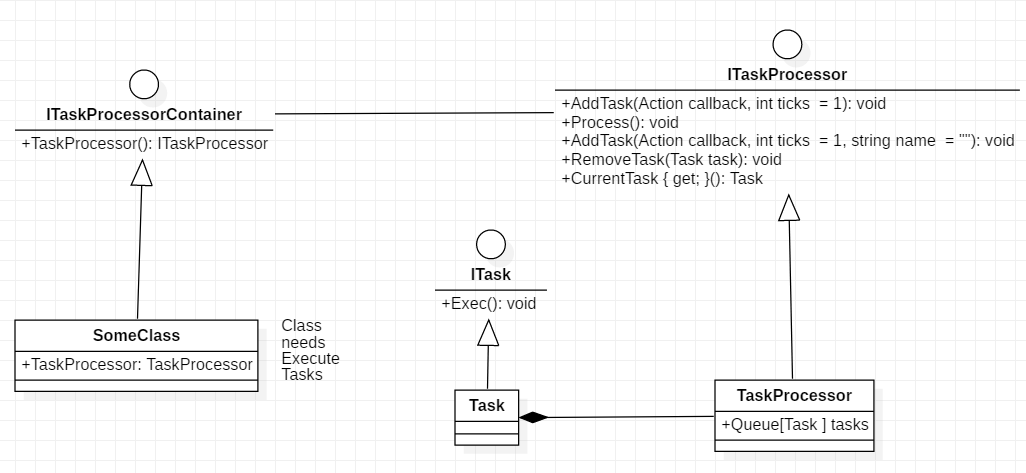 ITaskProcessorContainer
+TaskProcessor(): ITaskProcessor
ITaskProcessor
+AddTask(Action callback, int ticks  = 1): void
+Process(): void
+AddTask(Action callback, int ticks  = 1, string name  = ""): void
+RemoveTask(Task task): void
+CurrentTask { get; }(): Task
ITask
+Exec(): void
SomeClass
+TaskProcessor: TaskProcessor
Class
needs
Execute
Tasks
Task
TaskProcessor
+Queue[Task ] tasks